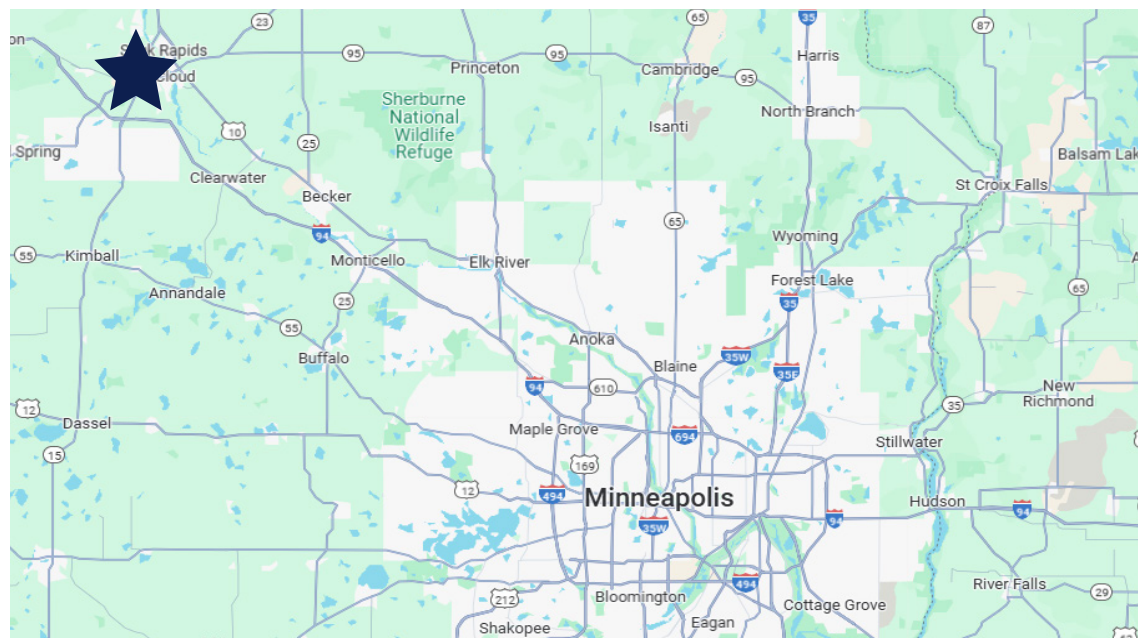 23
65
35
87
on
Rapids
95
95
Harris
Princeton
Cambridge
Cloud
95
Sherburne
National
Wildlife
Refuge
North Branch
Isanti
10
25
Spring
Balsam Lak
Clearwater
St Croix Falls
Becker
65
94
Wyoming
55
Kimball
Monticello
Elk River
Forest Lake
Annandale
65
25
35
55
Anoka
Buffalo
35W
Blaine
35E
94
610
New
Richmond
12
35
Dassel
Maple Grove
694
Stillwater
15
169
12
494
Minneapolis
Hudson
94
94
35W
494
River Falls
29
212
Bloomington
Cottage Grove
Shakopee
Eagan